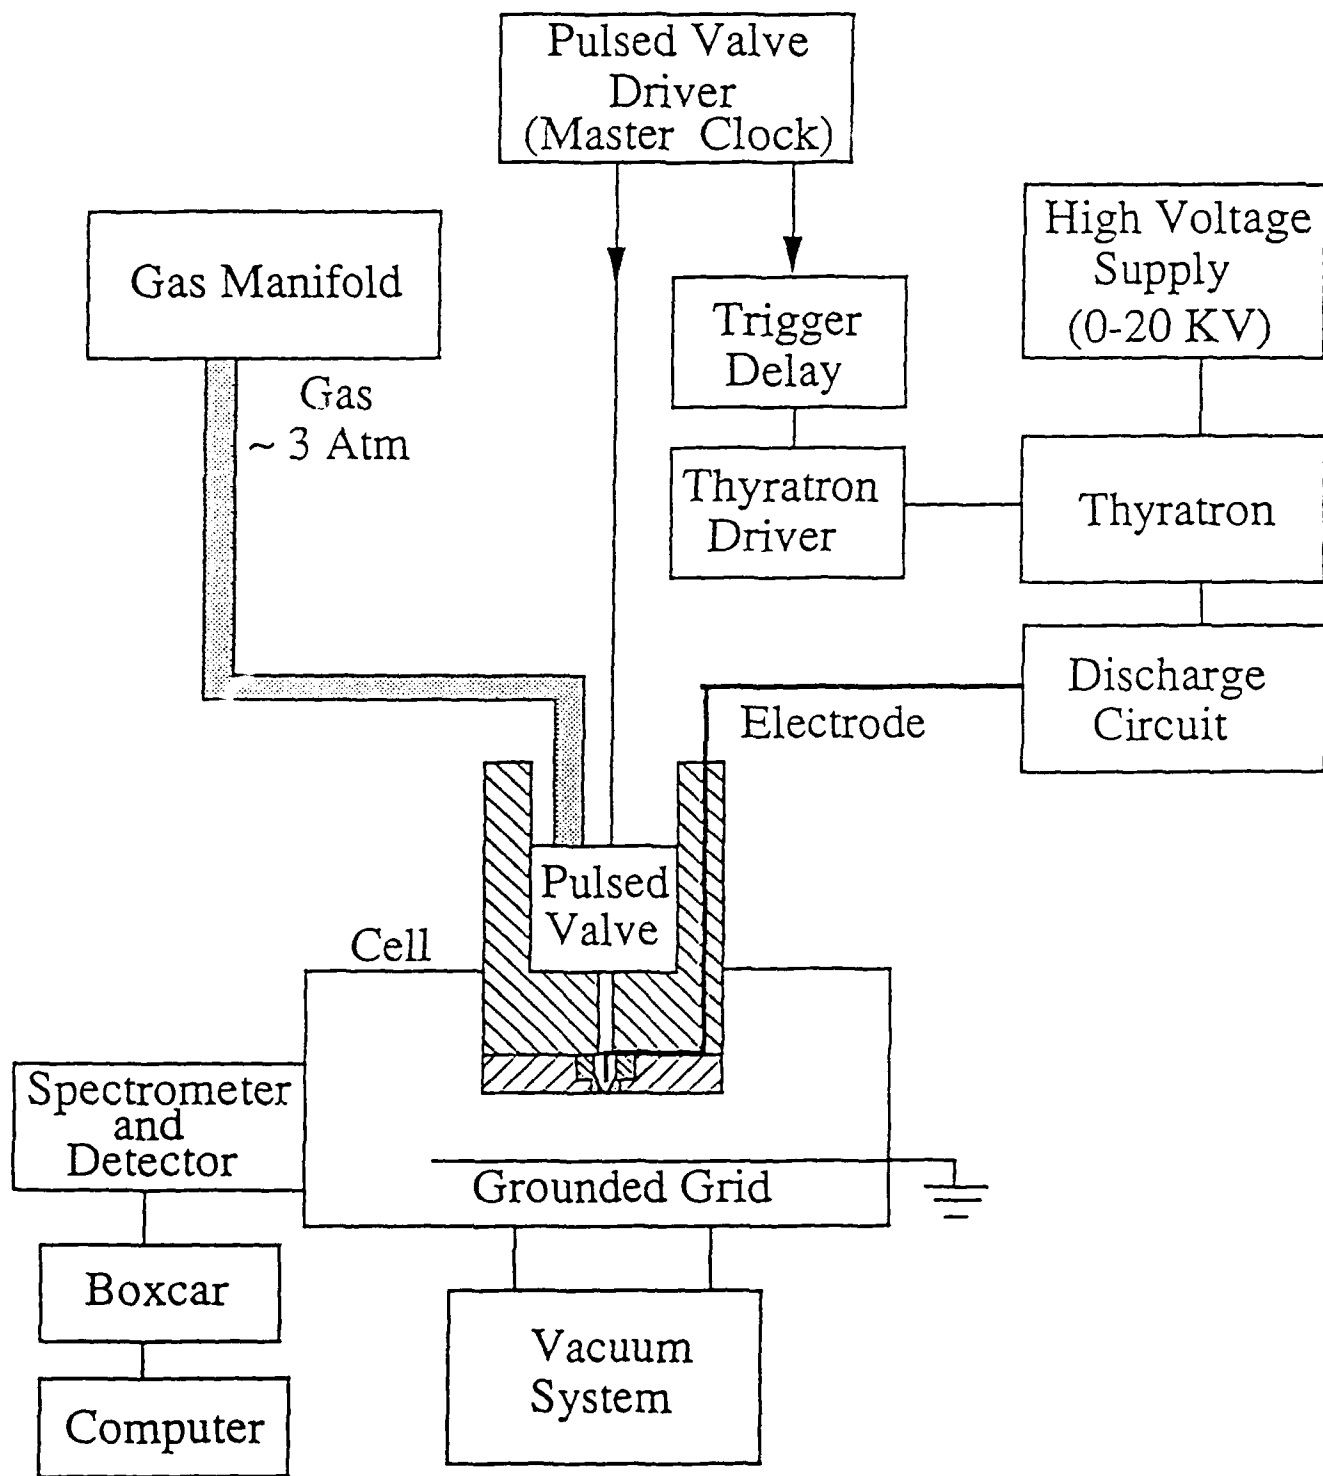 Pulsed Valve
Driver
(Master Clock)
Gas Manifold
High Voltage
Supply
(0-20 KV)
Trigger
Delay
Gas
~ 3 Atm
Thyratron
Driver
Thyratron
Discharge
Circuit
Electrode
Pulsed
Valve
Cell
Spectrometer
and
Detector
Grounded Grid
Boxcar
Vacuum
System
Computer